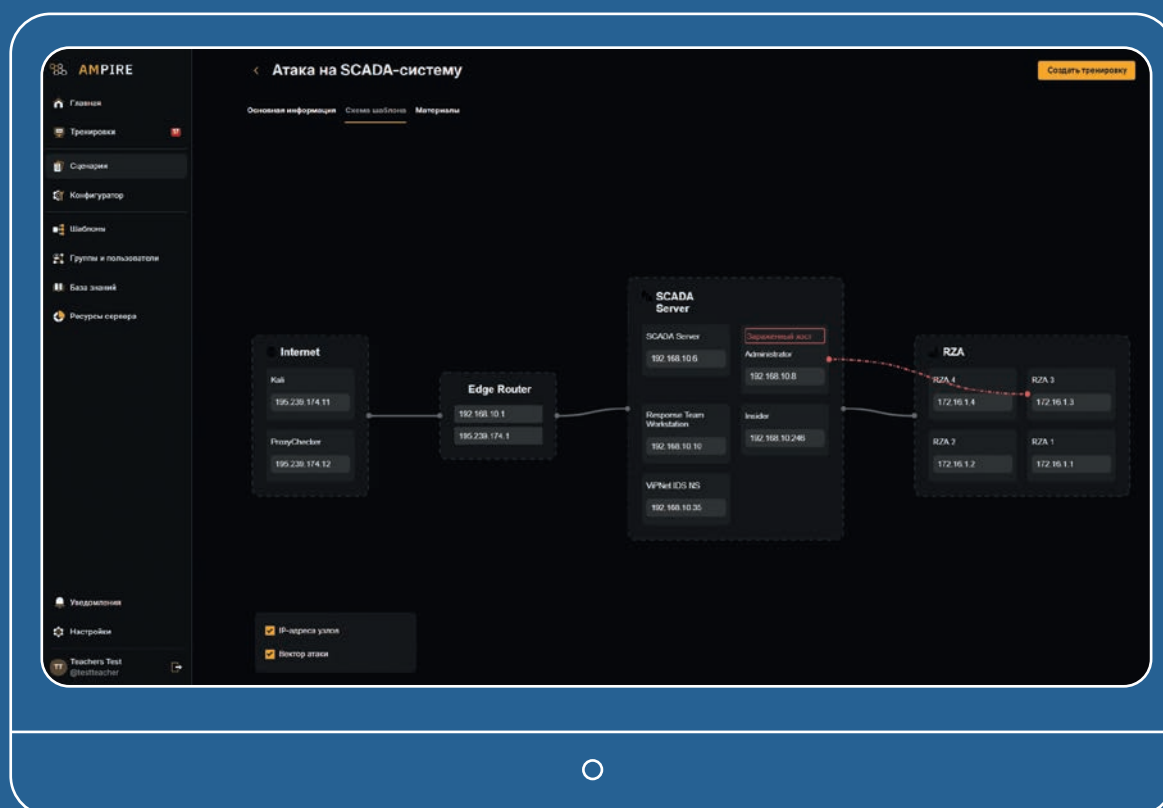 AMPIRE
Главная
Тренировки 57
Сценарии
Конфигуратор
Шаблоны
Группы и пользователи
База знаний
Ресурсы сервера
Уведомления
Настройки
TT Teachers Test
@testteacher
< Атака на SCADA-систему
Создать тренировку
Основная информация Схема шаблона Материалы
Internet
Kali
195.239.174.11
ProxyChecker
195.239.174.12
Edge Router
192.168.10.1
195.239.174.1
SCADA
Server
SCADA Server
192.168.10.6
Зараженный хост
Administrator
192.168.10.8
Response Team
Workstation
192.168.10.10
Insider
192.168.10.246
ViPNet IDS NS
192.168.10.35
RZA
RZA 4
172.16.1.4
RZA 3
172.16.1.3
RZA 2
172.16.1.2
RZA 1
172.16.1.1
IP-адреса узлов
Вектор атаки